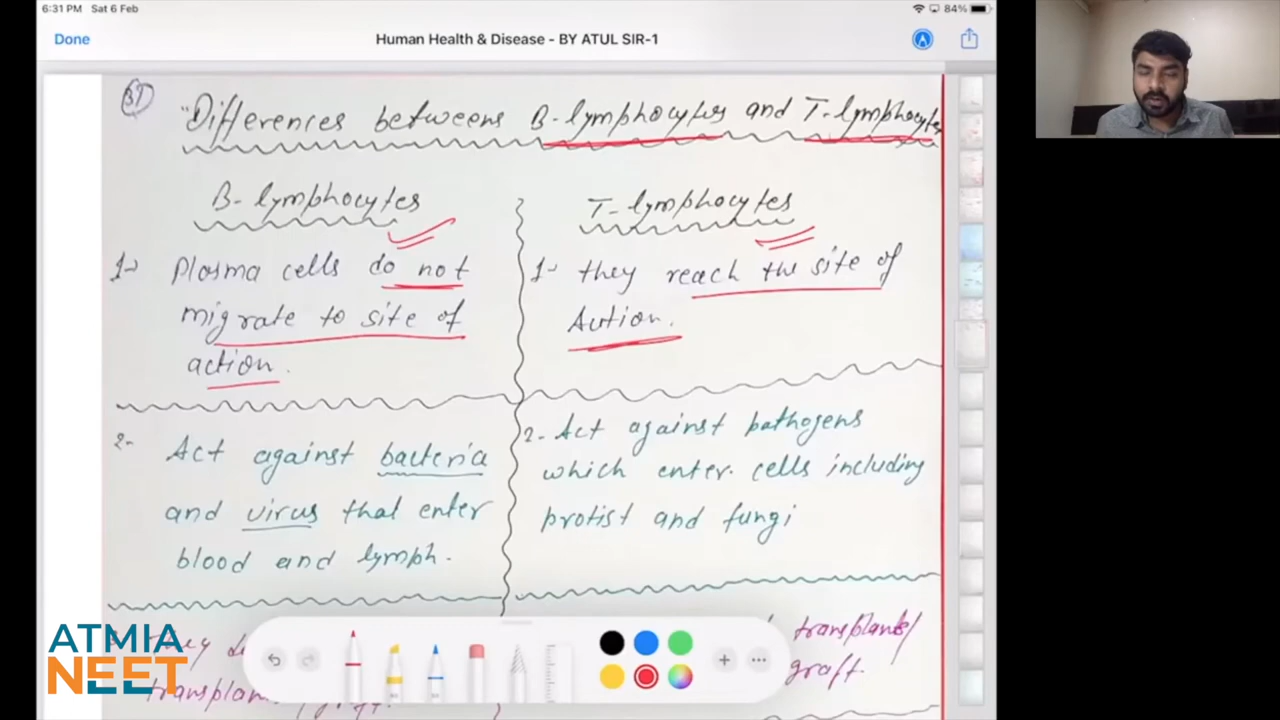 6:31 PM Sat 6 Feb
84%
Done
Human Health & Disease - BY ATUL SIR-1
"Differences betweens B-lymphocytes and T-lymphocytes
B-lymphocytes
1→ Plasma cells do not
migrate to site of
action.
2-
Act against bacteria
and virus that enter
blood and lymph.
T-lymphocytes
1→ they reach the site of
Aution.
2- Act against pathogens
which enter cells including
protist and fungi
transplants/
graft.
ATMIA
NEET